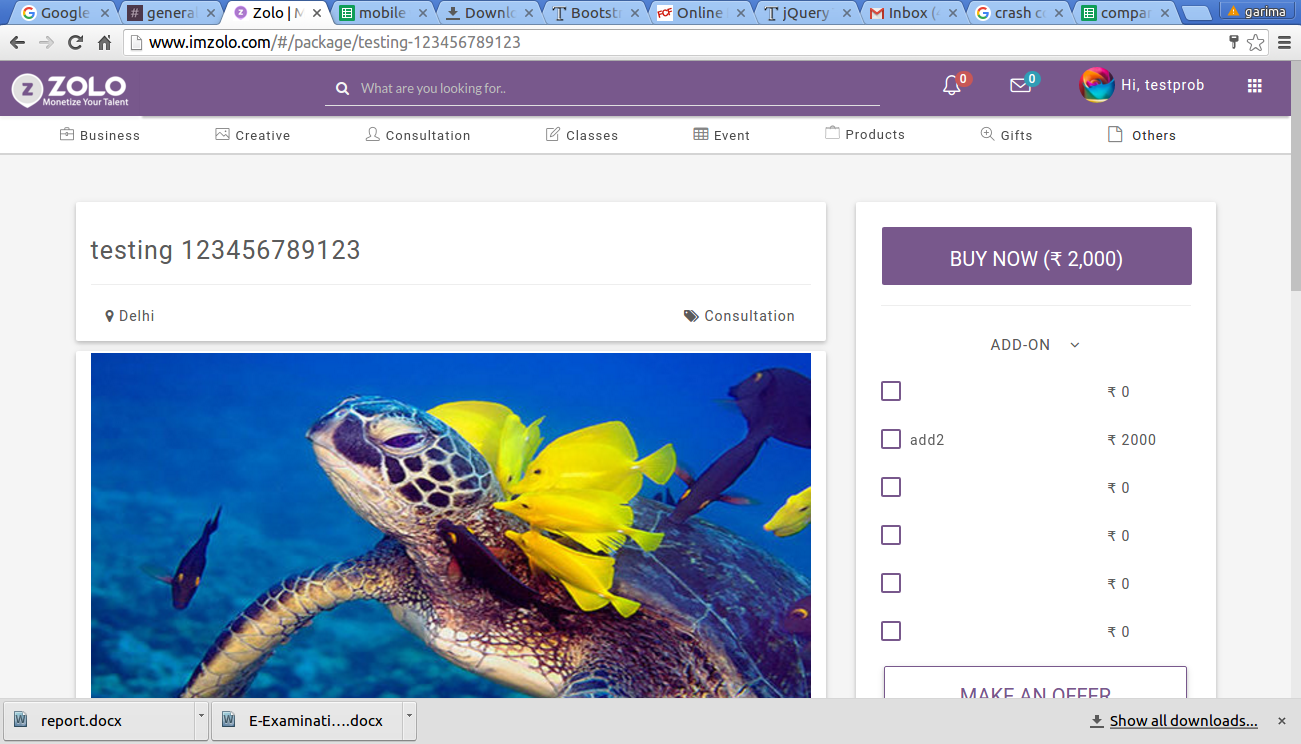 Google
# general
Zolo | M
mobile
Downlo
Bootstr
Online
jQuery
Inbox (
crash co
compar
garima
www.imzolo.com/#/package/testing-123456789123
ZOLO
Monetize Your Talent
What are you looking for..
0
0
Hi, testprob
Business
Creative
Consultation
Classes
Event
Products
Gifts
Others
testing 123456789123
Delhi
Consultation
BUY NOW (₹ 2,000)
ADD-ON
₹ 0
add2
₹ 2000
₹ 0
₹ 0
₹ 0
₹ 0
MAKE AN OFFER
report.docx
E-Examinati....docx
Show all downloads...